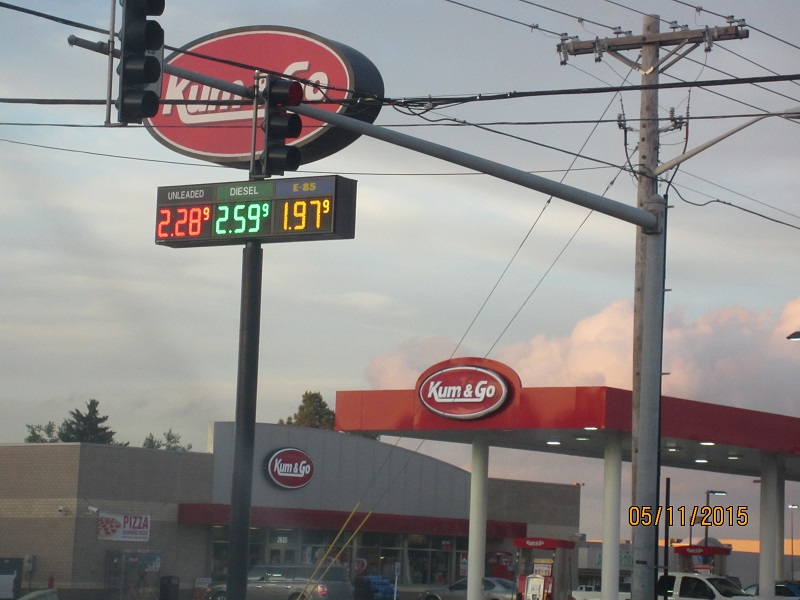 Kum & Go
UNLEADED DIESEL E-85
2.28⁹ 2.59⁹ 1.97⁹
Kum & Go
Kum & Go
PIZZA
05/11/2015